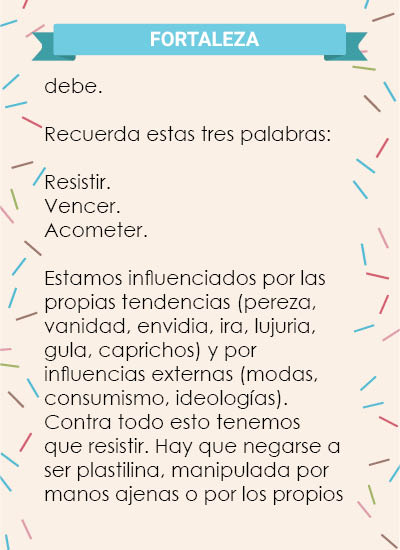 FORTALEZA
debe.
Recuerda estas tres palabras:
Resistir.
Vencer.
Acometer.
Estamos influenciados por las
propias tendencias (pereza,
vanidad, envidia, ira, lujuria,
gula, caprichos) y por
influencias externas (modas,
consumismo, ideologías).
Contra todo esto tenemos
que resistir. Hay que negarse a
ser plastilina, manipulada por
manos ajenas o por los propios